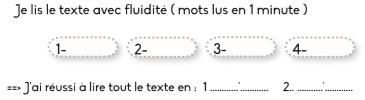 Je lis le texte avec fluidité ( mots lus en 1 minute )
1- 2- 3- 4-
==> J'ai réussi à lire tout le texte en : 1 ............'............ 2.. ............'............